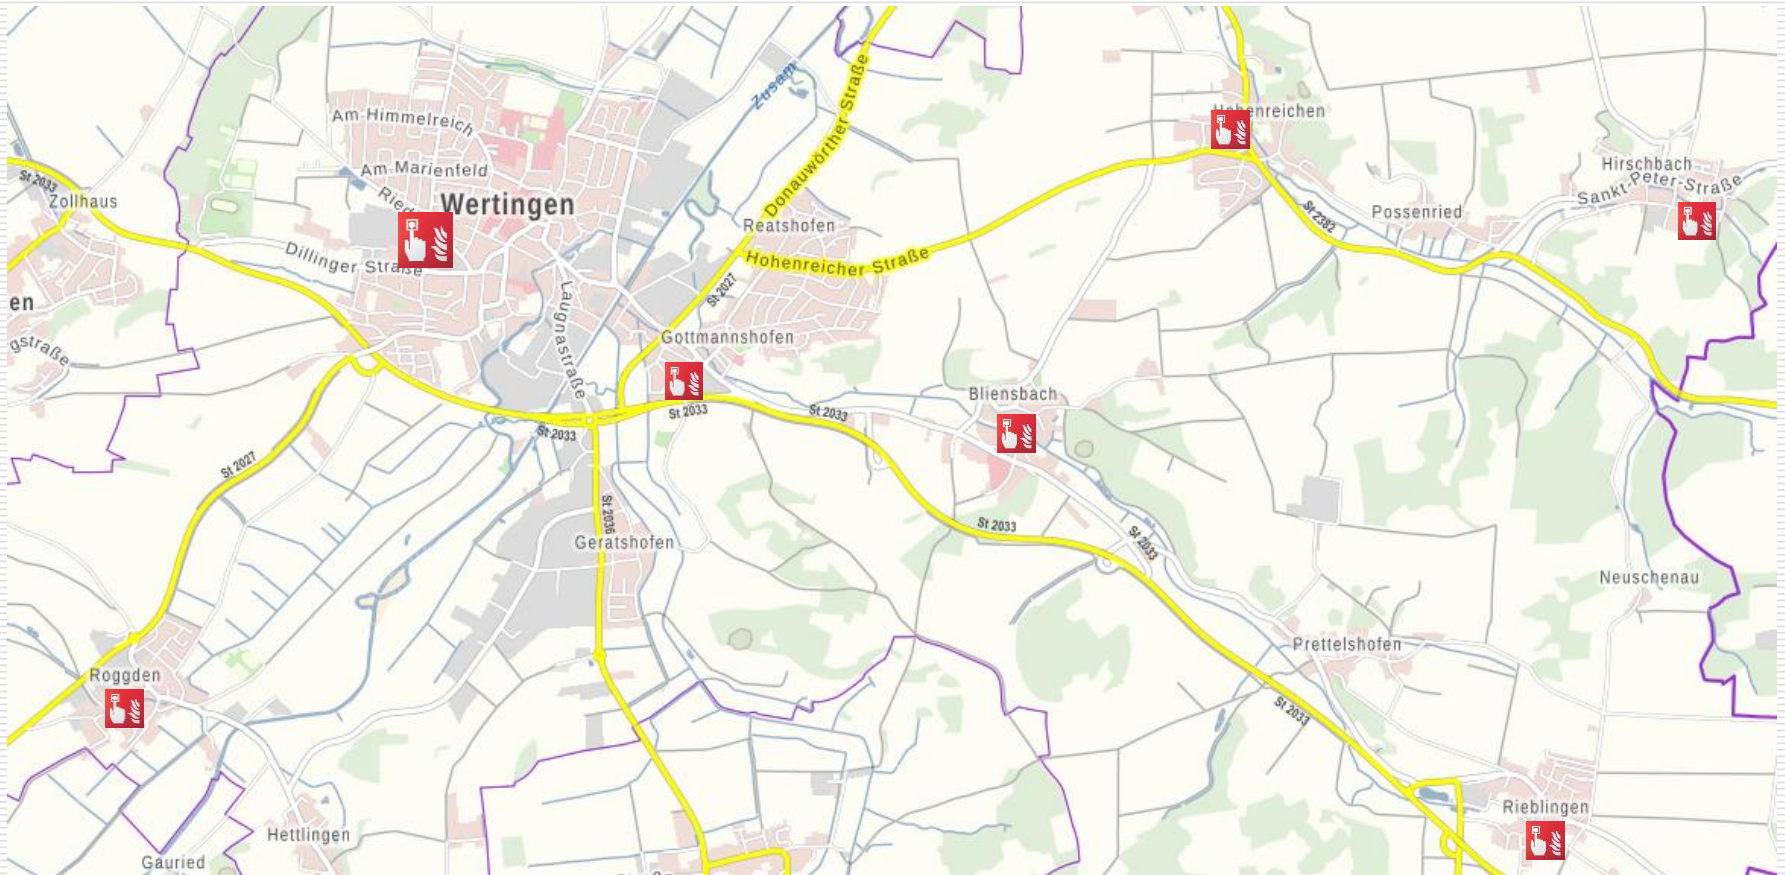 Zusam
Donauwörther-Straße
Am-Himmelreich
Hohenreichen
St 2033
Zollhaus
Am-Marienfeld
Ried
Wertingen
Hirschbach
Sankt-Peter-Straße
Possenried
St 2382
Reatshofen
Dillinger Straße
Hohenreicher-Straße
en
St 2027
Laugnastraße
gstraße
Gottmannshofen
Bliensbach
St 2033
St 2033
St 2033
St 2027
St 2036
St 2033
St 2033
Geratshofen
Neuschenau
Prettelshofen
Roggden
St 2033
Rieblingen
Hettlingen
Gauried